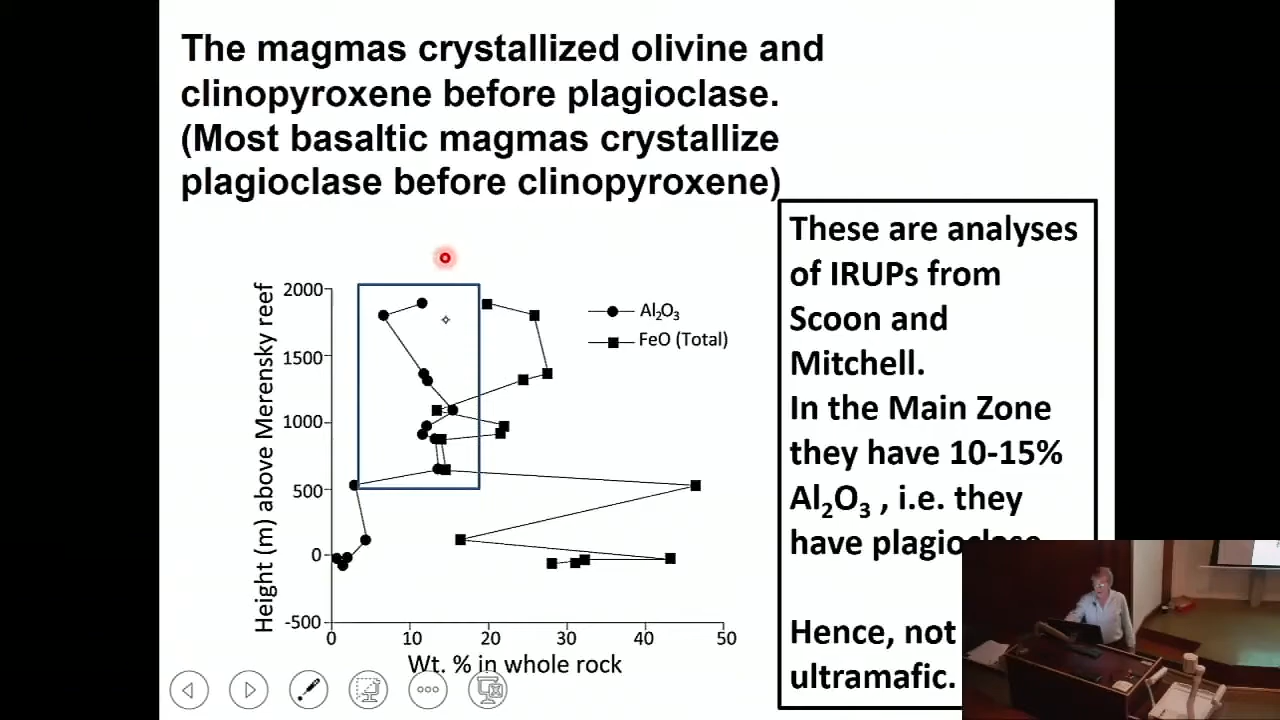 The magmas crystallized olivine and
clinopyroxene before plagioclase.
(Most basaltic magmas crystallize
plagioclase before clinopyroxene)
These are analyses
of IRUPs from
Scoon and
Mitchell.
In the Main Zone
they have 10-15%
Al₂O₃ , i.e. they
have
Hence, not
ultramafic.
Height (m) above Merensky reef
2000
1500
1000
500
0
-500
0
10
20
30
40
50
Wt. % in whole rock
Al₂O₃
FeO (Total)